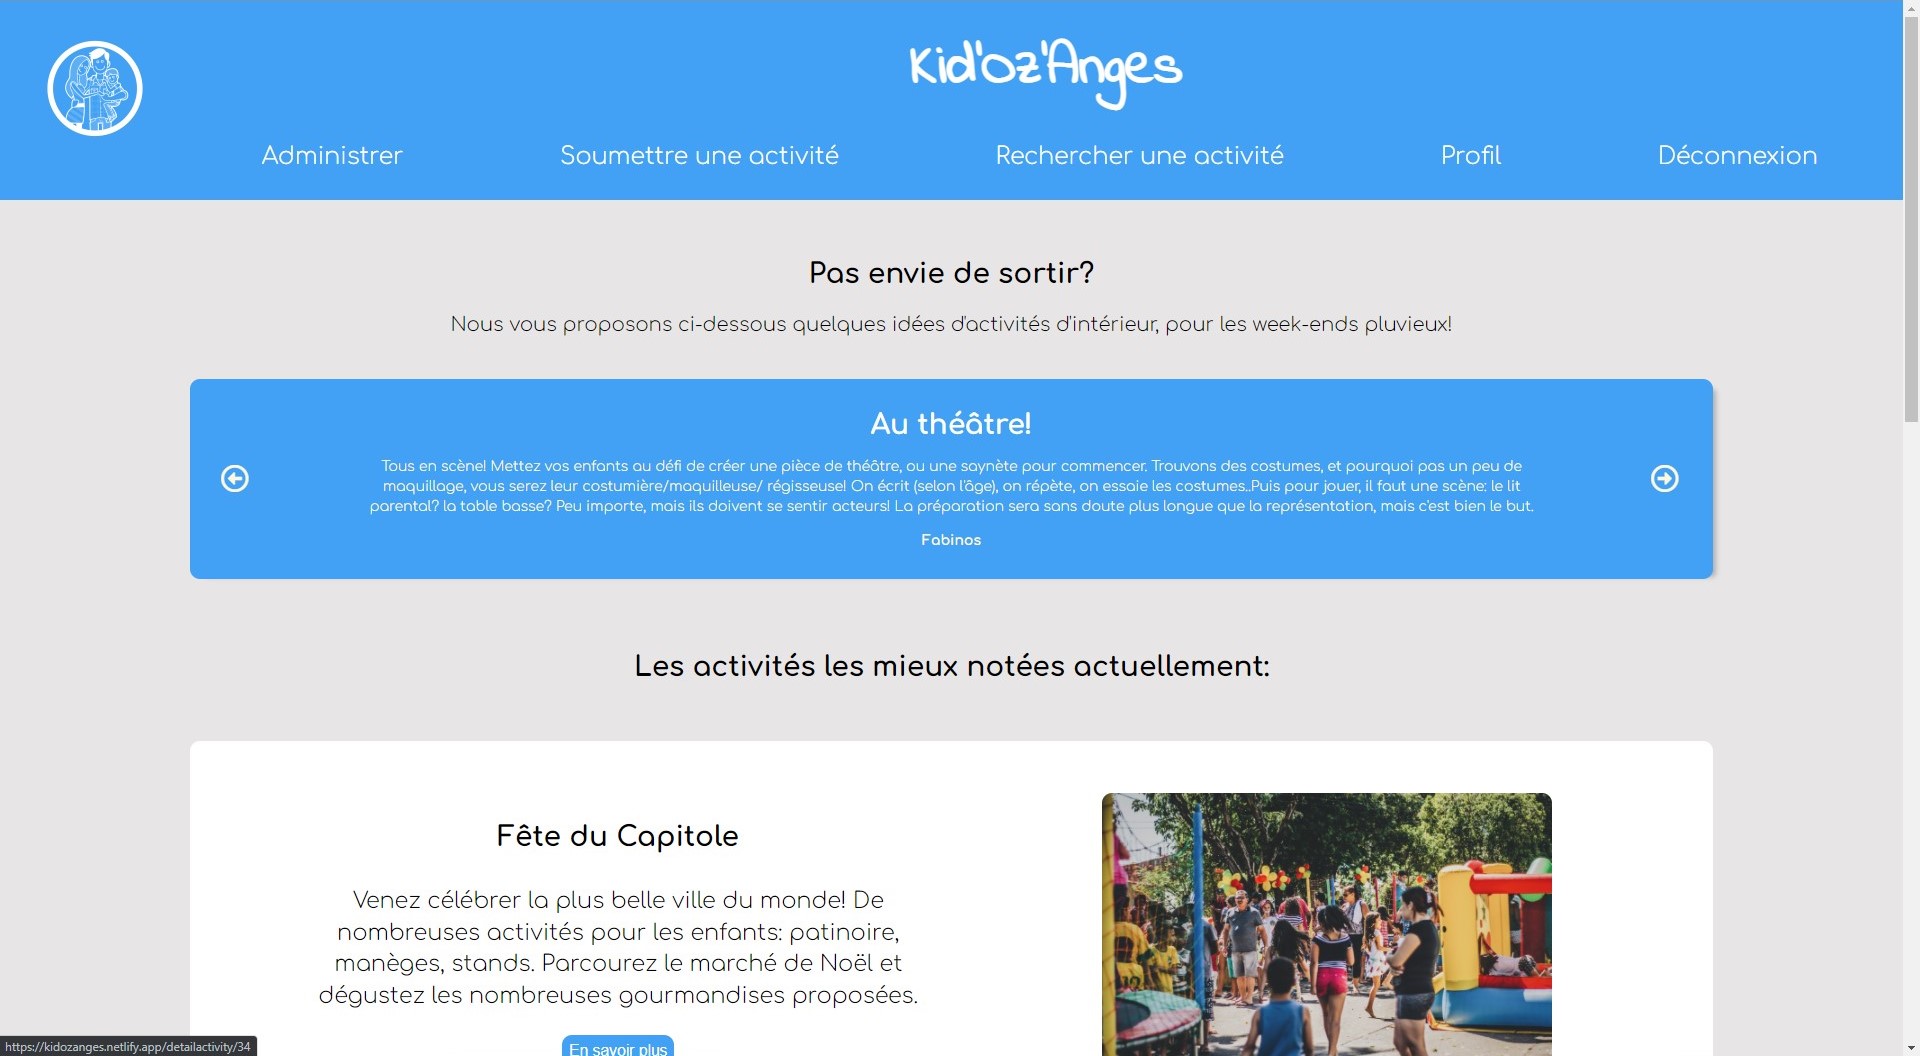 Kid'Oz'Anges
Administrer
Soumettre une activité
Rechercher une activité
Profil
Déconnexion
Pas envie de sortir?
Nous vous proposons ci-dessous quelques idées d'activités d'intérieur, pour les week-ends pluvieux!
Au théâtre!
Tous en scène! Mettez vos enfants au défi de créer une pièce de théâtre, ou une saynète pour commencer. Trouvons des costumes, et pourquoi pas un peu de
maquillage, vous serez leur costumière/maquilleuse/ régisseuse! On écrit (selon l'âge), on répète, on essaie les costumes..Puis pour jouer, il faut une scène: le lit
parental? la table basse? Peu importe, mais ils doivent se sentir acteurs! La préparation sera sans doute plus longue que la représentation, mais c'est bien le but.
Fabinos
Les activités les mieux notées actuellement:
Fête du Capitole
Venez célébrer la plus belle ville du monde! De
nombreuses activités pour les enfants: patinoire,
manèges, stands. Parcourez le marché de Noël et
dégustez les nombreuses gourmandises proposées.
En savoir plus
https://kidozanges.netlify.app/detailactivity/34